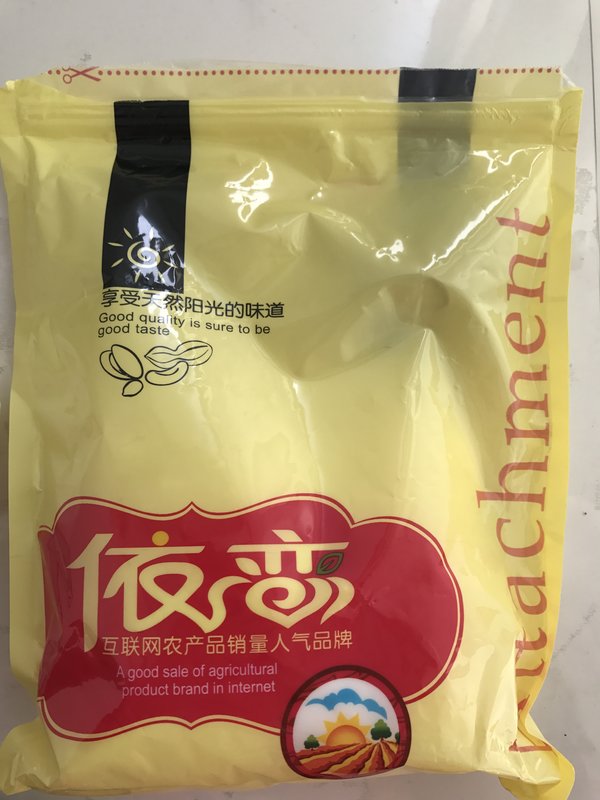 享受天然阳光的味道
Good quality is sure to be
good taste
依恋
互联网农产品销量人气品牌
A good sale of agricultural
product brand in internet
Attachment